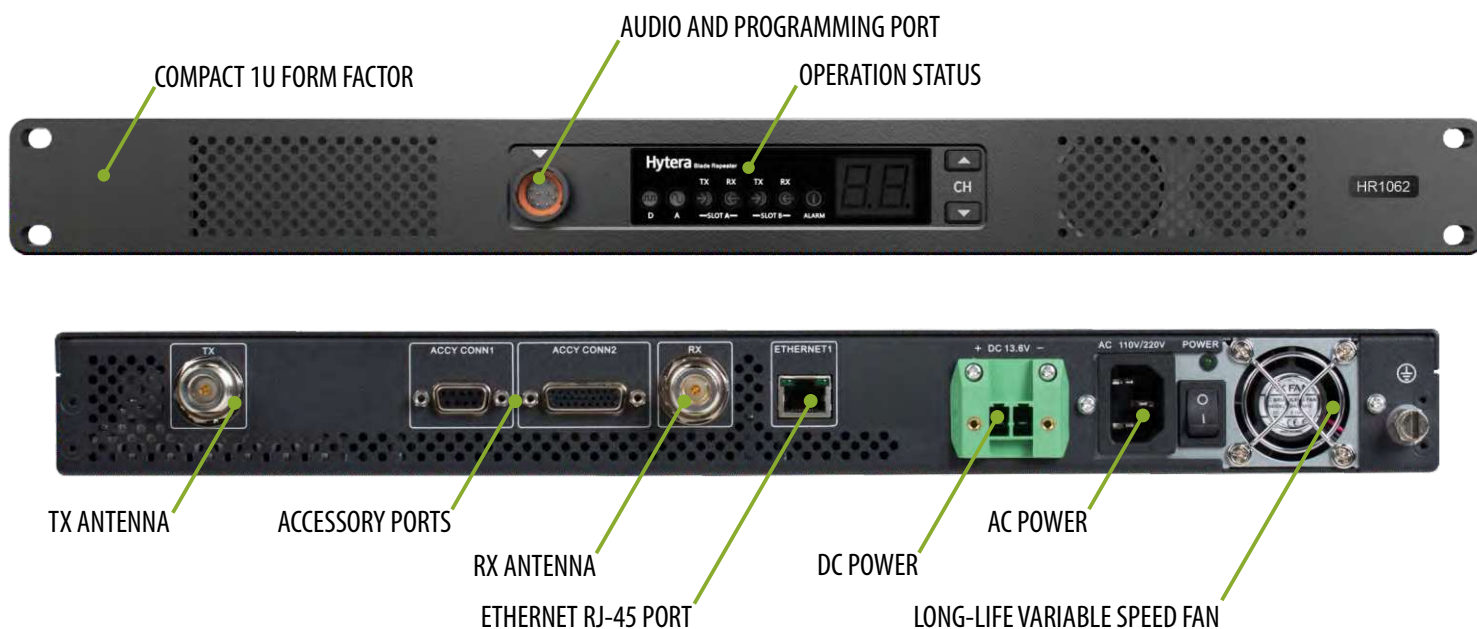 AUDIO AND PROGRAMMING PORT
COMPACT 1U FORM FACTOR
OPERATION STATUS
Hytera Blade Repeater
TX RX TX RX
CH
HR1062
D A SLOT A SLOT B ALARM
TX
ACCY CONN1
ACCY CONN2
RX
ETHERNET1
+ DC 13.6V −
AC 110V/220V
POWER
TX ANTENNA
ACCESSORY PORTS
RX ANTENNA
ETHERNET RJ-45 PORT
DC POWER
AC POWER
LONG-LIFE VARIABLE SPEED FAN